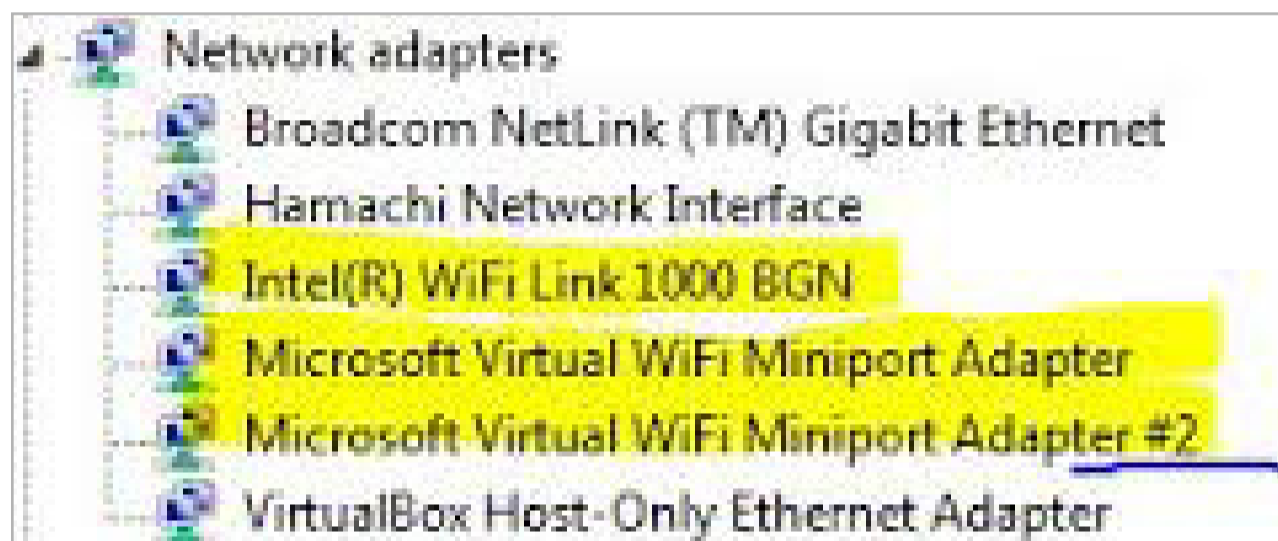 Network adapters
Broadcom NetLink (TM) Gigabit Ethernet
Hamachi Network Interface
Intel(R) WiFi Link 1000 BGN
Microsoft Virtual WiFi Miniport Adapter
Microsoft Virtual WiFi Miniport Adapter #2
VirtualBox Host-Only Ethernet Adapter